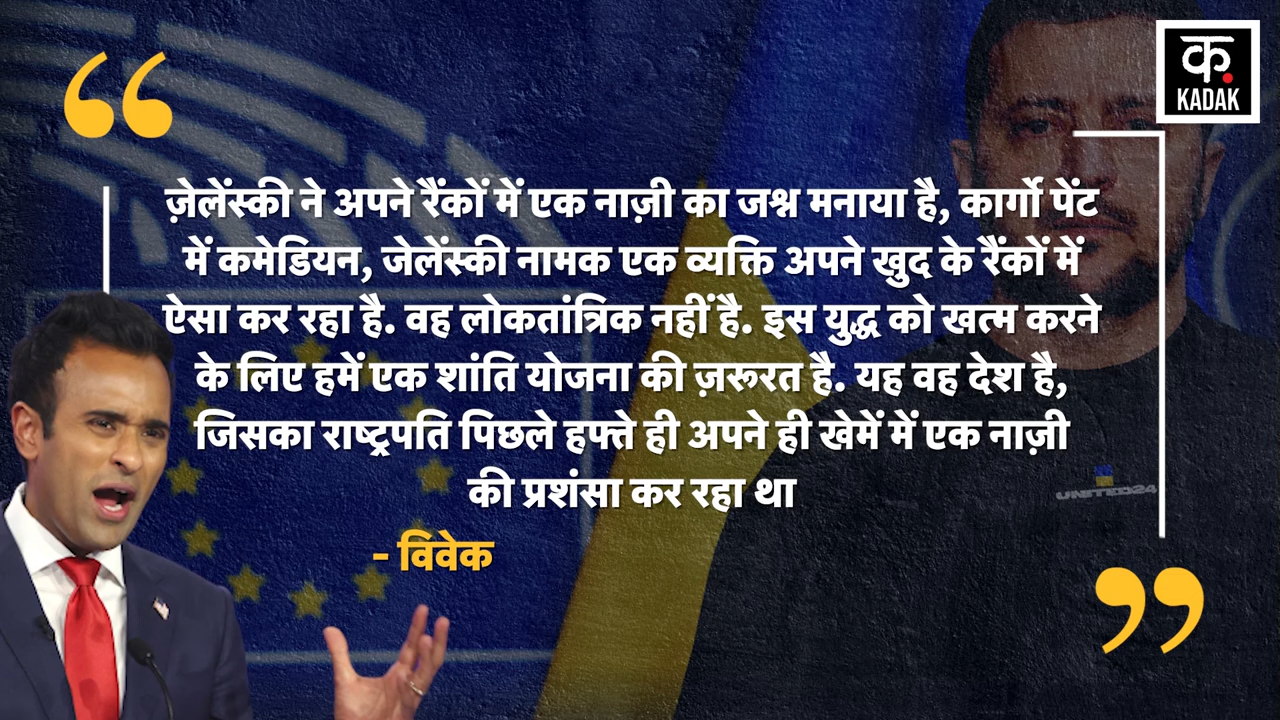 क.
KADAK
ज़ेलेंस्की ने अपने रैंकों में एक नाज़ी का जश्न मनाया है, कार्गो पेंट
में कमेडियन, जेलेंस्की नामक एक व्यक्ति अपने खुद के रैंकों में
ऐसा कर रहा है. वह लोकतांत्रिक नहीं है. इस युद्ध को खत्म करने
के लिए हमें एक शांति योजना की ज़रूरत है. यह वह देश है,
जिसका राष्ट्रपति पिछले हफ्ते ही अपने ही खेमें में एक नाज़ी
की प्रशंसा कर रहा था
- विवेक
UNITED24